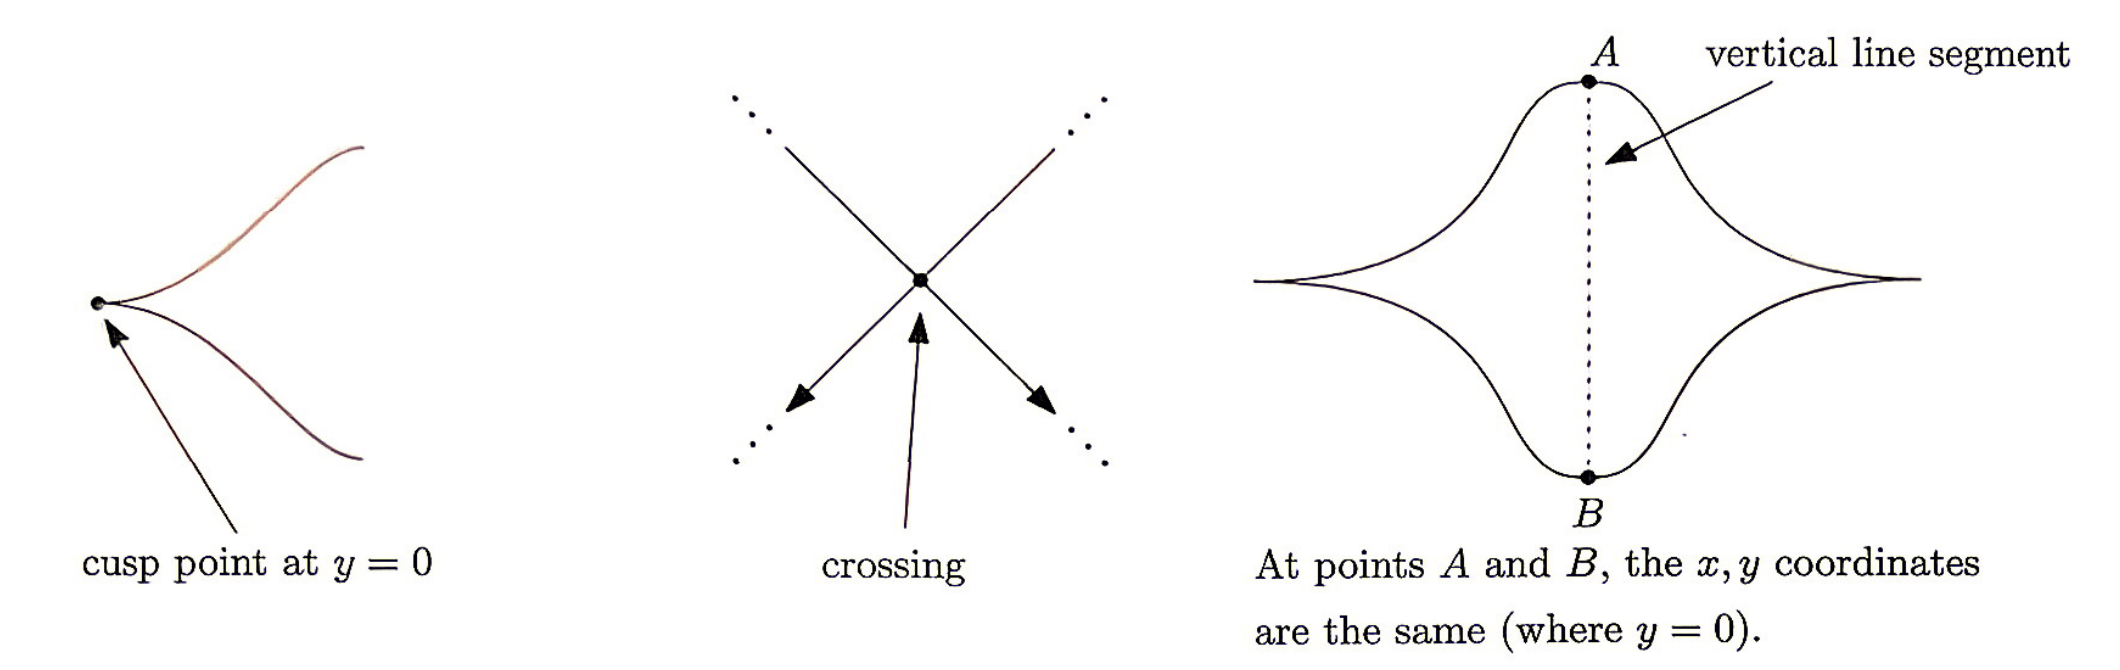 A
vertical line segment
B
cusp point at y = 0
crossing
At points A and B, the x, y coordinates
are the same (where y = 0).